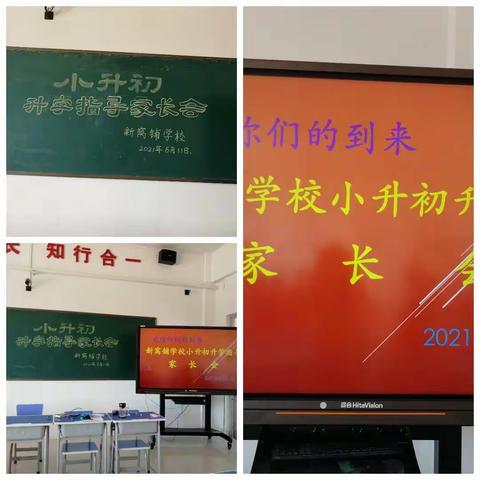 小升初
升学指导家长会
新窝铺学校
2021年6月11日.
知行合一
小升初
升学指导家长会
新窝铺学校
新窝铺学校小升初升学指
家长会
你们的到来
学校小升初升
家长会
2021
HiteVision